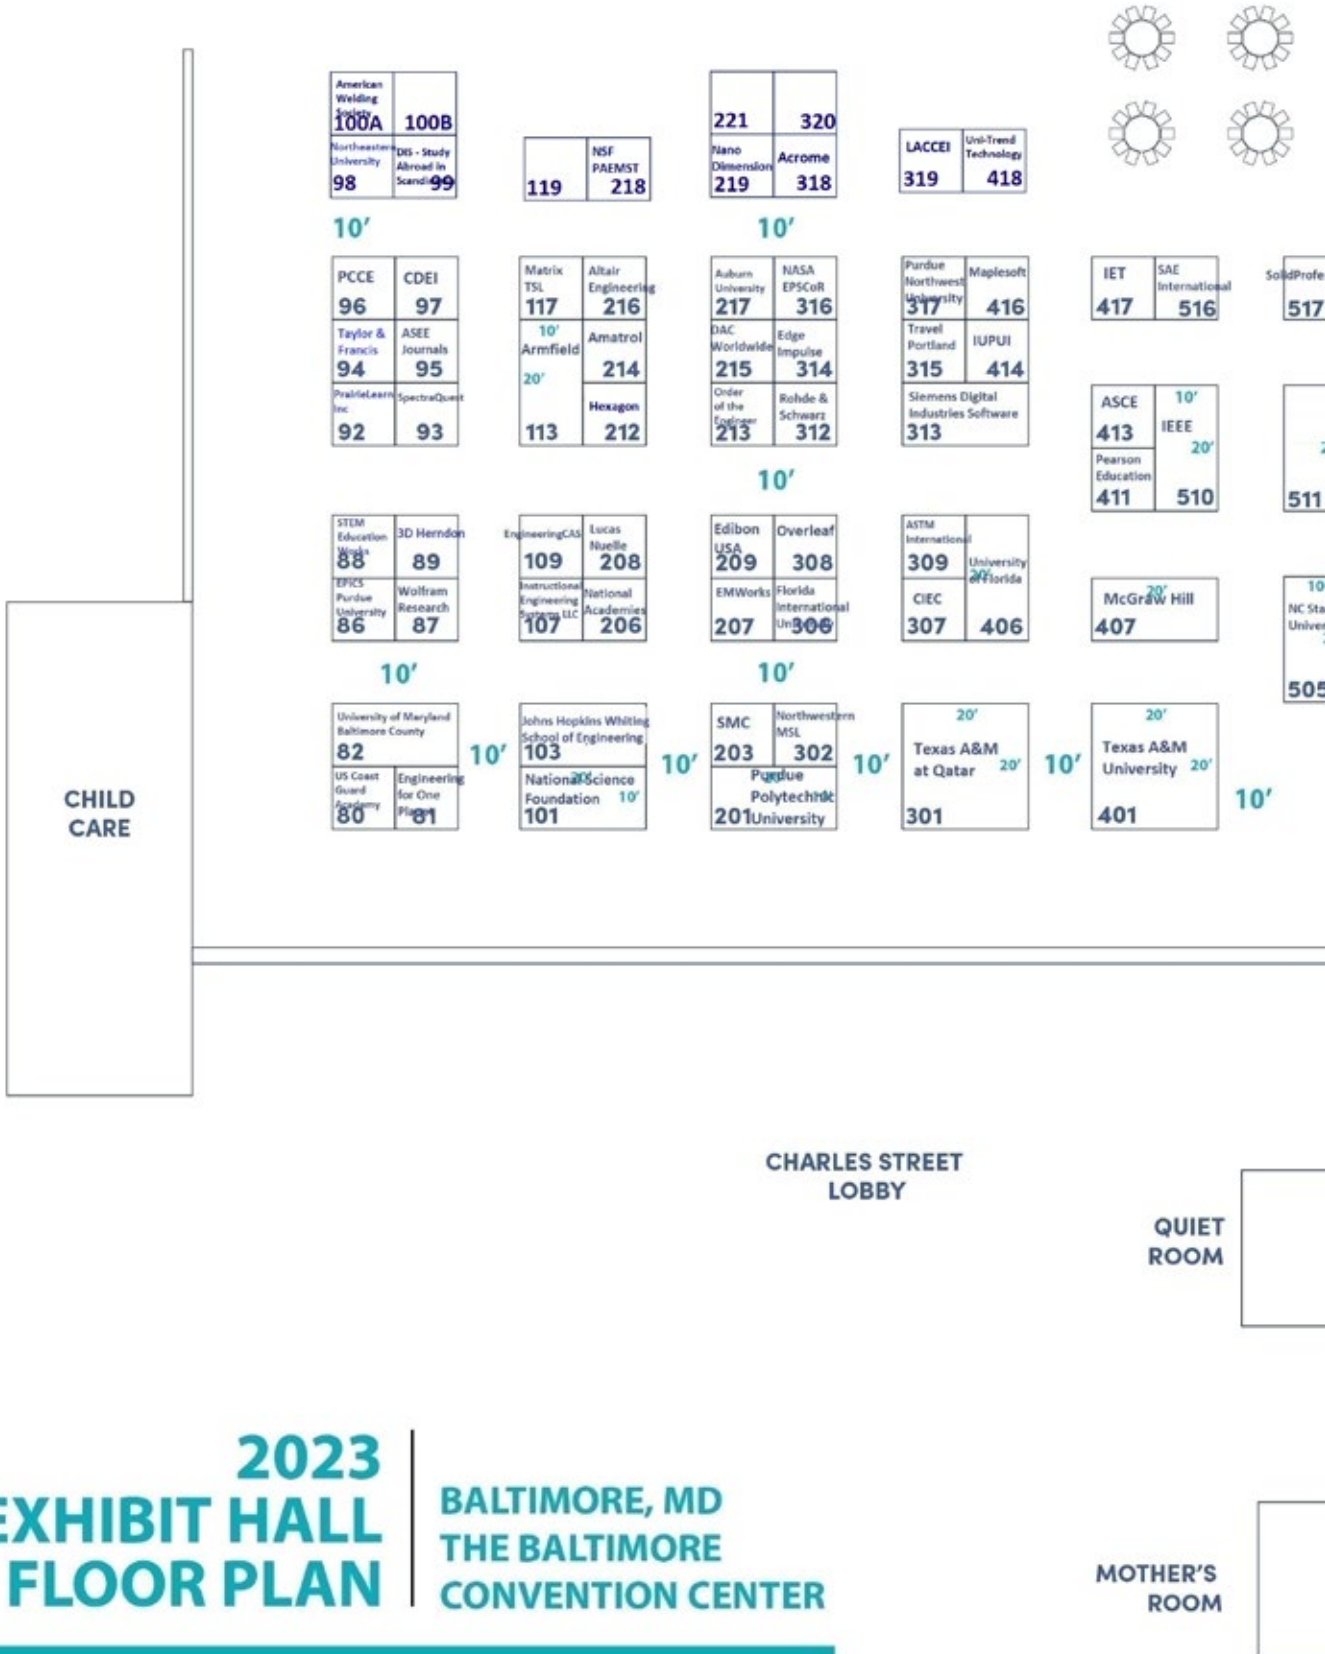 American
Welding
Society
100A
100B
Northeastern
University
98
DIS - Study
Abroad in
99
119
NSF
PAEMST
218
221
320
Nano
Dimension
219
Acrome
318
LACCEI
319
Uni-Trend
Technology
418
10'
10'
PCCE
96
CDEI
97
Taylor &
Francis
94
ASEE
Journals
95
PrairieLearn
Inc
92
SpectraQuest
93
Matrix
TSL
117
Altair
Engineering
216
10'
Armfield
20'
113
Amatrol
214
Hexagon
212
Auburn
University
217
NASA
EPSCoR
316
DAC
Worldwide
215
Edge
Impulse
314
Order
of the
Engineer
213
Rohde &
Schwarz
312
Purdue
Northwest
University
317
Maplesoft
416
Travel
Portland
315
IUPUI
414
Siemens Digital
Industries Software
313
IET
417
SAE
International
516
SolidProfe
517
ASCE
413
10'
IEEE
20'
510
Pearson
Education
411
511
10'
STEM
Education
Works
88
3D Herndon
89
EPICS
Purdue
University
86
Wolfram
Research
87
EngineeringCAS
109
Lucas
Nuelle
208
Instructional
Engineering
Systems LLC
107
National
Academies
206
Edibon
USA
209
Overleaf
308
EMWorks
207
Florida
International
University
306
ASTM
International
309
University
of Florida
20'
406
CIEC
307
20'
McGraw Hill
407
10
NC Sta
Univer
505
10'
10'
University of Maryland
Baltimore County
82
US Coast
Guard
Academy
80
Engineering
for One
Planet
81
10'
Johns Hopkins Whiting
School of Engineering
103
National Science
Foundation
20'
10'
101
10'
SMC
203
Northwestern
MSL
302
Purdue
Polytechnic
University
20'
10'
201
10'
20'
Texas A&M
at Qatar
20'
301
10'
20'
Texas A&M
University
20'
401
10'
CHILD
CARE
CHARLES STREET
LOBBY
QUIET
ROOM
2023
EXHIBIT HALL
FLOOR PLAN
BALTIMORE, MD
THE BALTIMORE
CONVENTION CENTER
MOTHER'S
ROOM